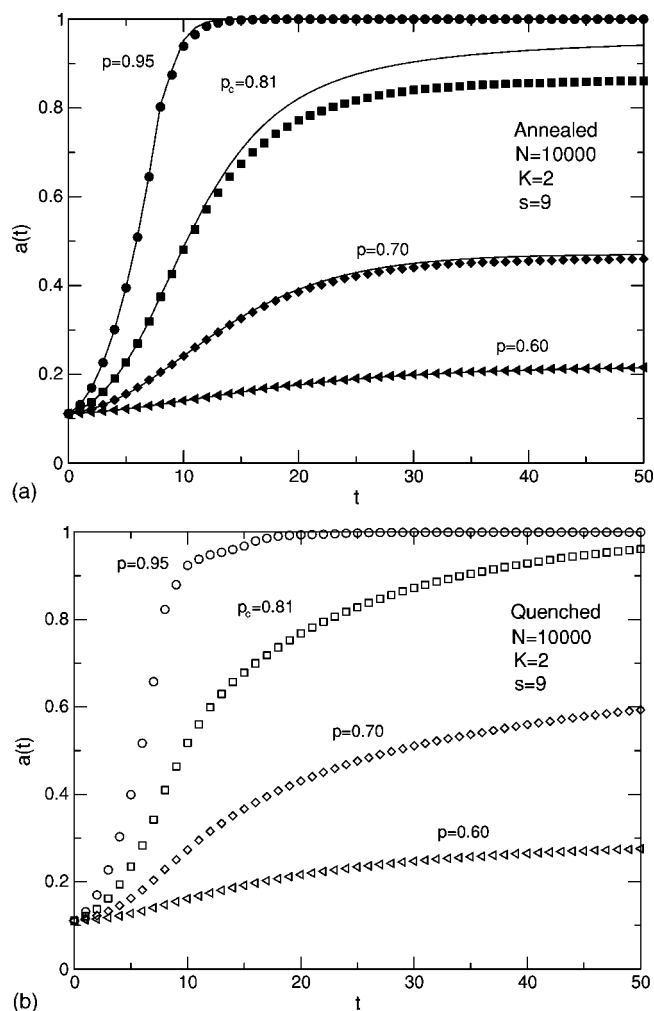 1
p=0.95
p_c=0.81
0.8
Annealed
N=10000
K=2
s=9
0.6
a(t)
p=0.70
0.4
p=0.60
0.2
0
0 10 20 30 40 50
(a)
t
1
p=0.95
p_c=0.81
0.8
Quenched
N=10000
K=2
s=9
0.6
a(t)
p=0.70
0.4
p=0.60
0.2
0
0 10 20 30 40 50
(b)
t